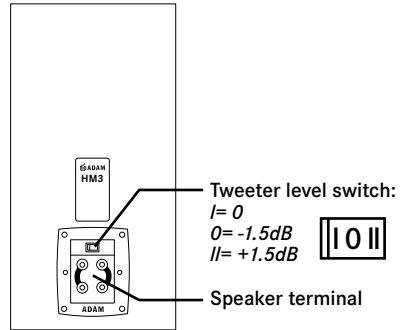 ADAM
HM3
Tweeter level switch:
I= 0
0= -1.5dB
II= +1.5dB
I 0 II
Speaker terminal
ADAM